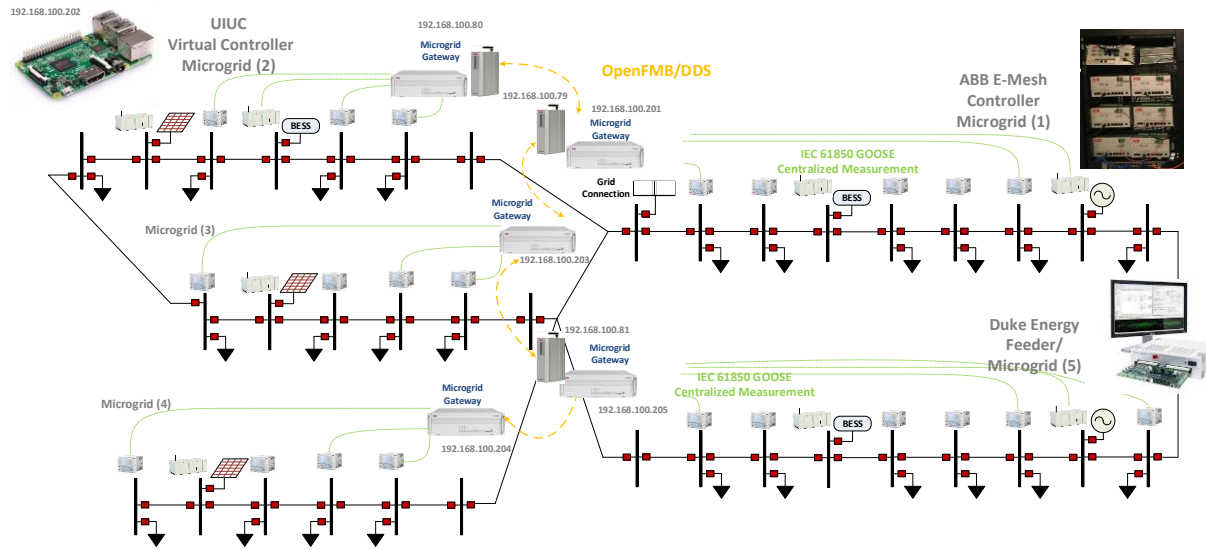 192.168.100.202
UIUC
Virtual Controller
Microgrid (2)
192.168.100.80
Microgrid
Gateway
OpenFMB/DDS
192.168.100.79
192.168.100.201
Microgrid
Gateway
ABB E-Mesh
Controller
Microgrid (1)
BESS
IEC 61850 GOOSE
Centralized Measurement
Grid
Connection
BESS
Microgrid (3)
Microgrid
Gateway
192.168.100.203
192.168.100.81
Microgrid
Gateway
Duke Energy
Feeder/
Microgrid (5)
IEC 61850 GOOSE
Centralized Measurement
192.168.100.205
Microgrid (4)
Microgrid
Gateway
192.168.100.204
BESS